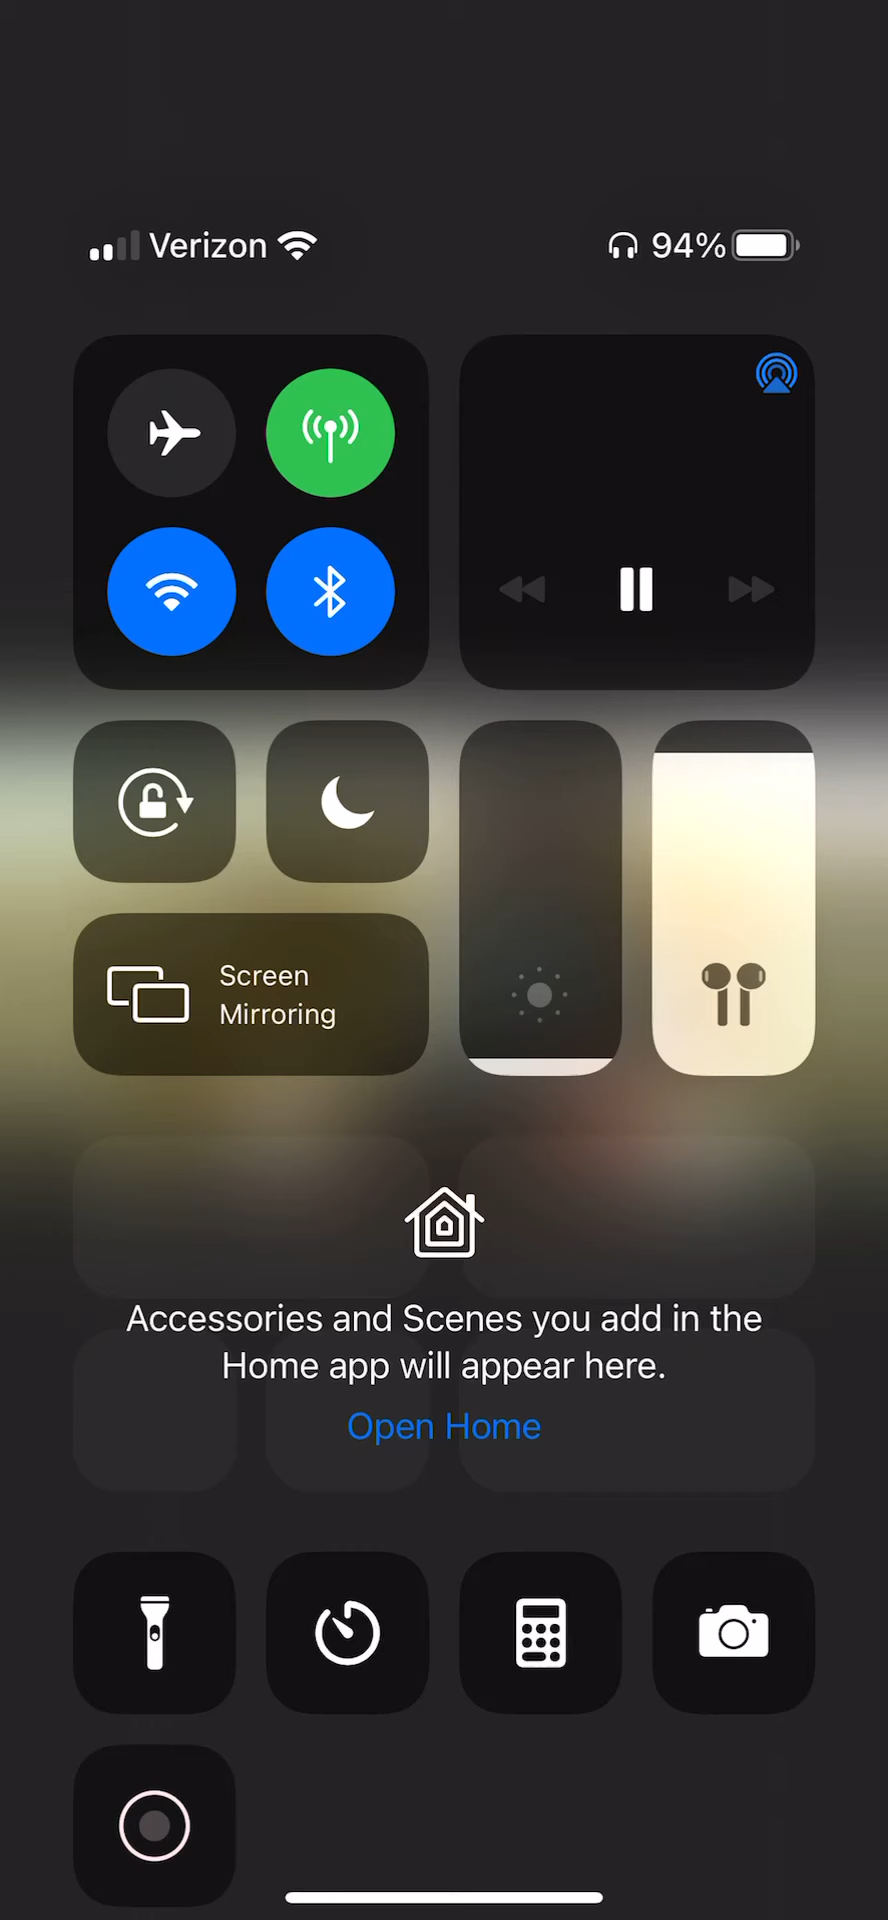 Verizon
94%
Screen
Mirroring
Accessories and Scenes you add in the
Home app will appear here.
Open Home